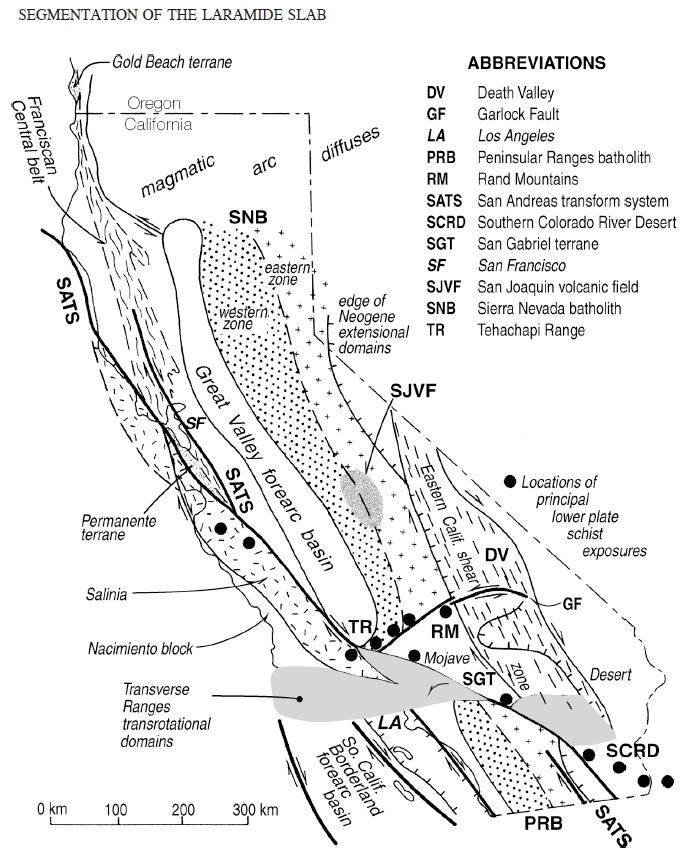 SEGMENTATION OF THE LARAMIDE SLAB
Gold Beach terrane
Oregon
California
Franciscan
Central belt
magmatic arc diffuses
ABBREVIATIONS
DV Death Valley
GF Garlock Fault
LA Los Angeles
PRB Peninsular Ranges batholith
RM Rand Mountains
SATS San Andreas transform system
SCRD Southern Colorado River Desert
SGT San Gabriel terrane
SF San Francisco
SJVF San Joaquin volcanic field
SNB Sierra Nevada batholith
TR Tehachapi Range
SNB
eastern
zone
western
zone
edge of
Neogene
extensional
domains
SATS
Great Valley forearc basin
SJVF
SF
SATS
Eastern Calif. shear
zone
Locations of
principal
lower plate
schist
exposures
Permanente
terrane
DV
Salinia
GF
TR
RM
Nacimiento block
Mojave
Desert
SGT
Transverse
Ranges
transrotational
domains
LA
So. Calif.
Borderland
forearc
basin
SCRD
0 km 100 200 300 km
PRB
SATS